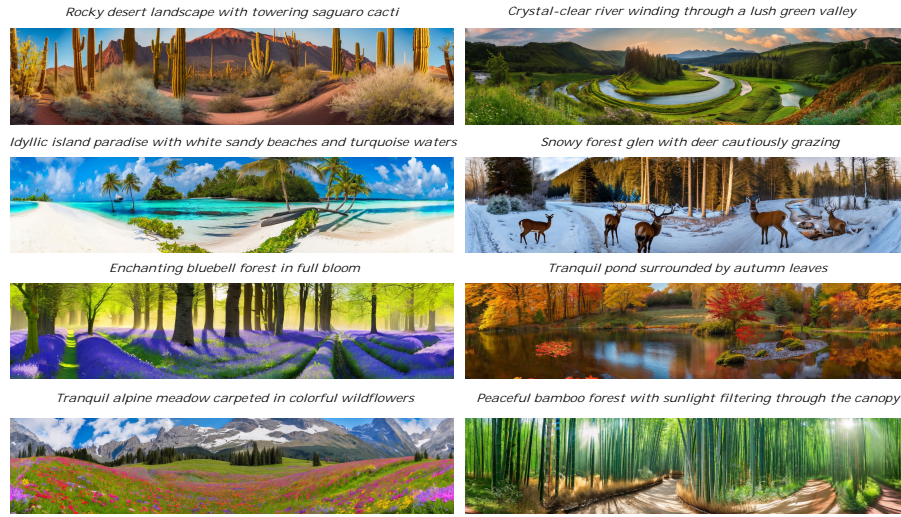 Rocky desert landscape with towering saguaro cacti
Crystal-clear river winding through a lush green valley
Idyllic island paradise with white sandy beaches and turquoise waters
Snowy forest glen with deer cautiously grazing
Enchanting bluebell forest in full bloom
Tranquil pond surrounded by autumn leaves
Tranquil alpine meadow carpeted in colorful wildflowers
Peaceful bamboo forest with sunlight filtering through the canopy